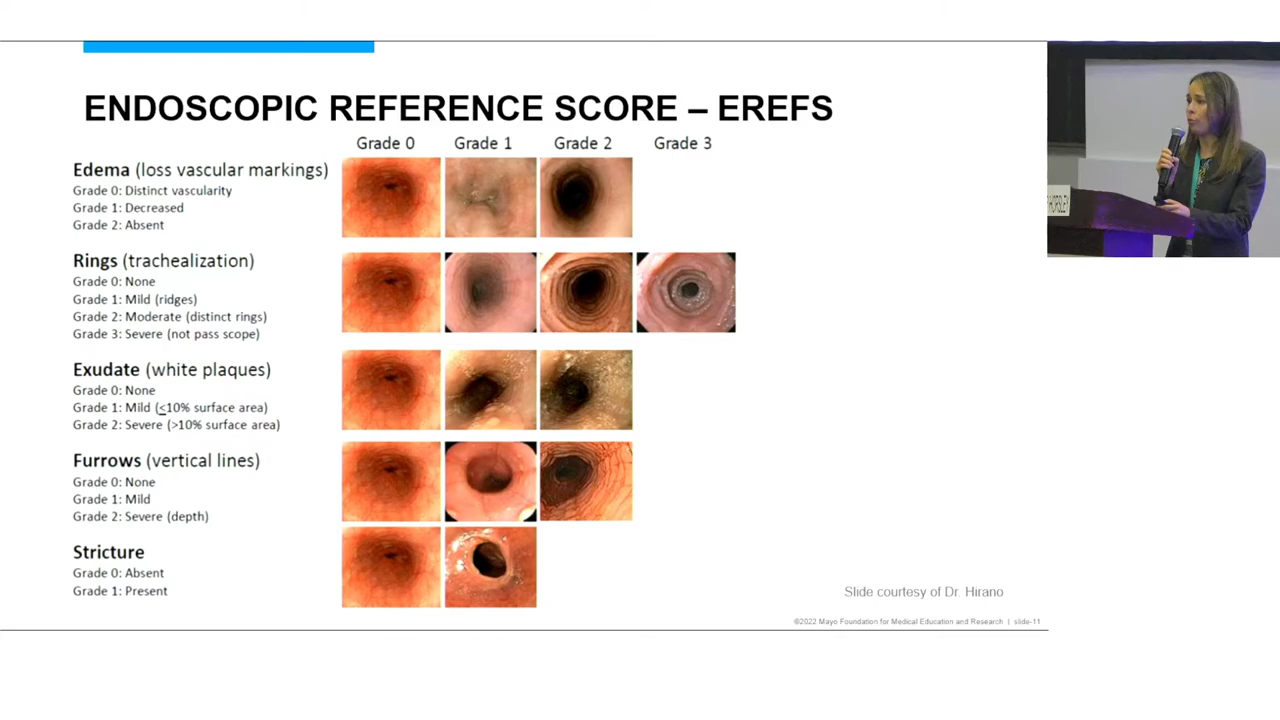 ENDOSCOPIC REFERENCE SCORE – EREFS
Grade 0 Grade 1 Grade 2 Grade 3
Edema (loss vascular markings)
Grade 0: Distinct vascularity
Grade 1: Decreased
Grade 2: Absent
Rings (trachealization)
Grade 0: None
Grade 1: Mild (ridges)
Grade 2: Moderate (distinct rings)
Grade 3: Severe (not pass scope)
Exudate (white plaques)
Grade 0: None
Grade 1: Mild (≤10% surface area)
Grade 2: Severe (>10% surface area)
Furrows (vertical lines)
Grade 0: None
Grade 1: Mild
Grade 2: Severe (depth)
Stricture
Grade 0: Absent
Grade 1: Present
Slide courtesy of Dr. Hirano
©2022 Mayo Foundation for Medical Education and Research | slide-11